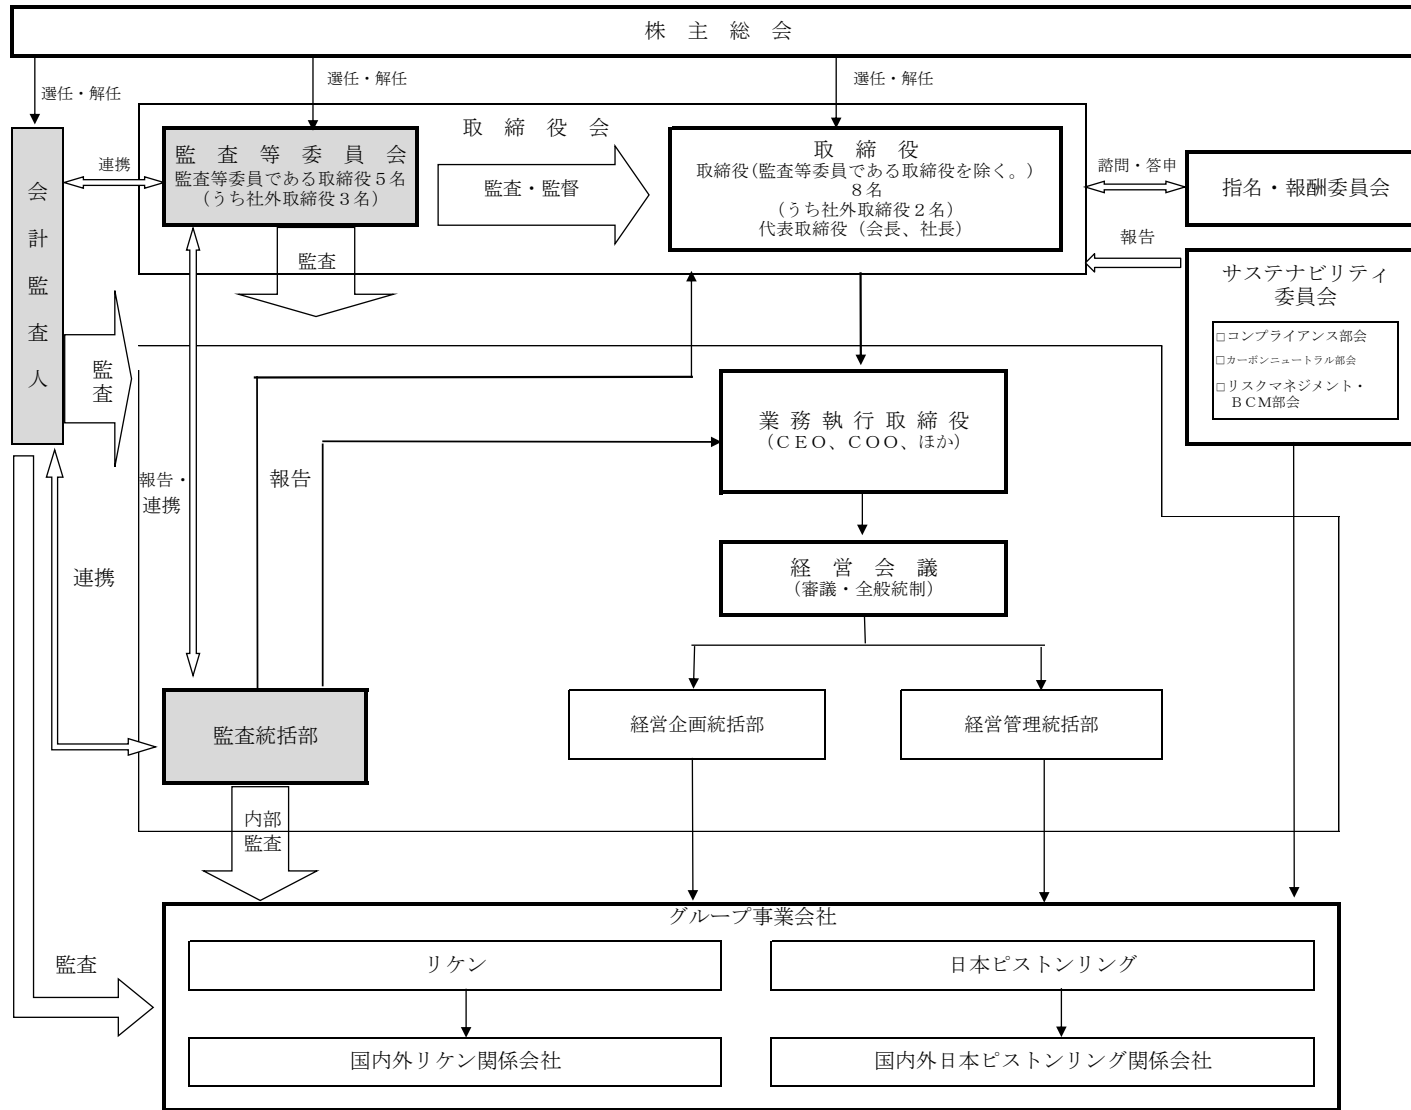 株 主 総 会
選任・解任
選任・解任
選任・解任
会計監査人
連携
監 査 等 委 員 会
監査等委員である取締役５名
（うち社外取締役３名）
取 締 役 会
監査・監督
取 締 役
取締役（監査等委員である取締役を除く。）
８名
（うち社外取締役２名）
代表取締役（会長、社長）
諮問・答申
指名・報酬委員会
報告
サステナビリティ
委員会
□コンプライアンス部会
□カーボンニュートラル部会
□リスクマネジメント・
ＢＣＭ部会
監査
監査
業 務 執 行 取 締 役
（ＣＥＯ、ＣＯＯ、ほか）
報告・
連携
報告
連携
経 営 会 議
（審議・全般統制）
監査統括部
経営企画統括部
経営管理統括部
内部
監査
監査
グループ事業会社
リケン
日本ピストンリング
国内外リケン関係会社
国内外日本ピストンリング関係会社